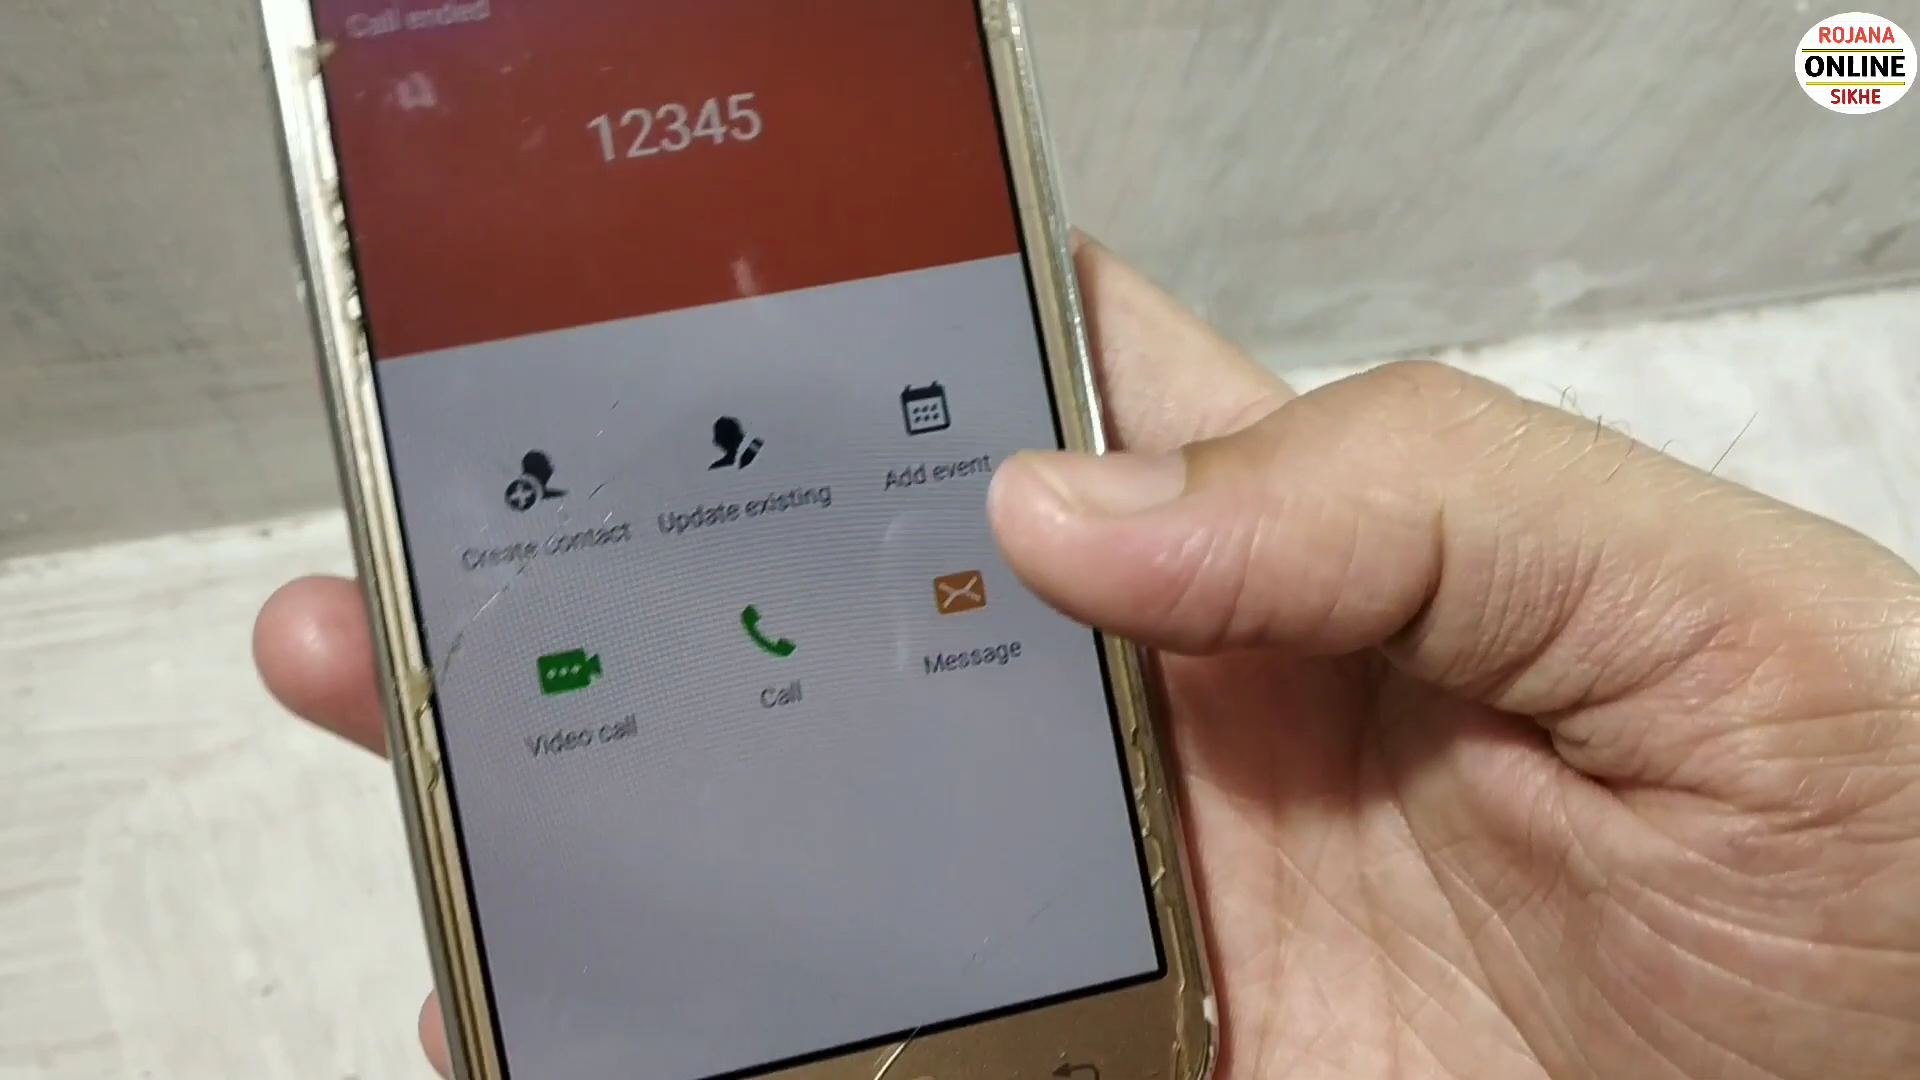 Call ended
12345
Create contact
Update existing
Add event
Video call
Call
Message
ROJANA
ONLINE
SIKHE